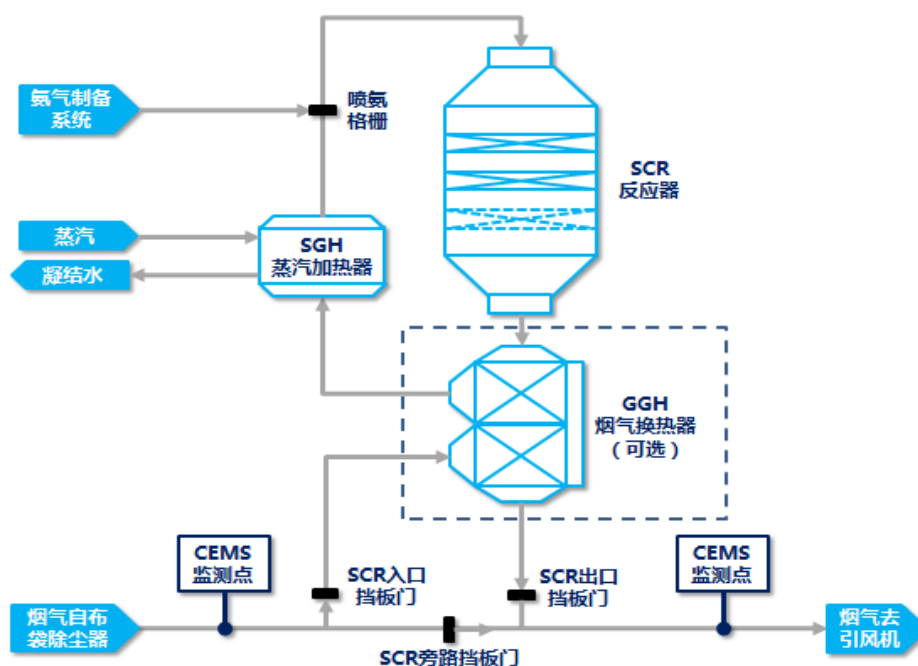 氨气制备
系统
喷氨
格栅
SCR
反应器
蒸汽
SGH
蒸汽加热器
凝结水
GGH
烟气换热器
（可选）
CEMS
监测点
SCR入口
挡板门
SCR出口
挡板门
CEMS
监测点
烟气自布
袋除尘器
SCR旁路挡板门
烟气去
引风机